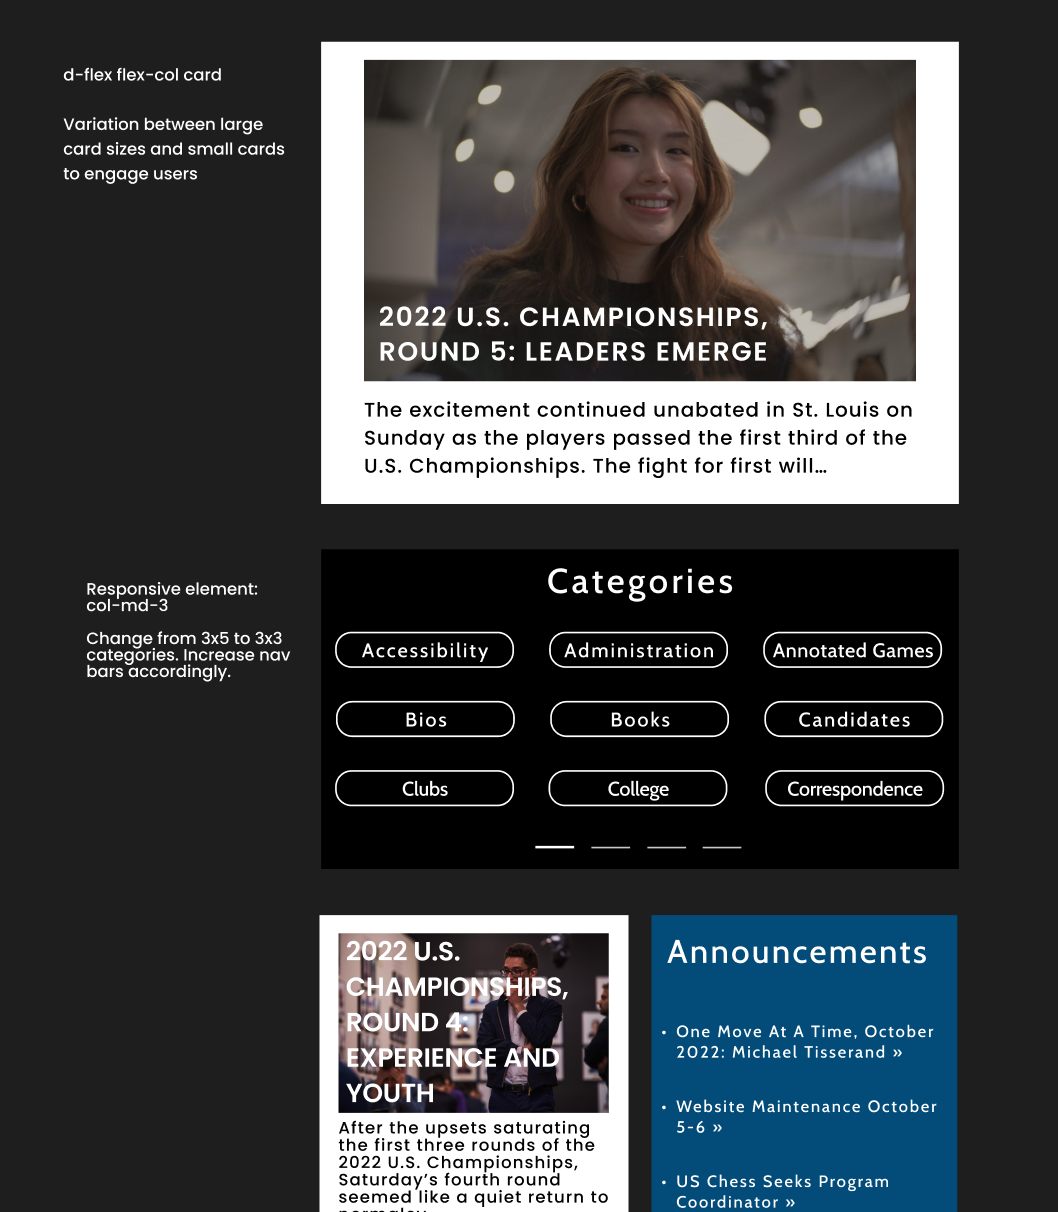 d-flex flex-col card
Variation between large
card sizes and small cards
to engage users
2022 U.S. CHAMPIONSHIPS,
ROUND 5: LEADERS EMERGE
The excitement continued unabated in St. Louis on
Sunday as the players passed the first third of the
U.S. Championships. The fight for first will…
Responsive element:
col-md-3
Change from 3x5 to 3x3
categories. Increase nav
bars accordingly.
Categories
Accessibility
Administration
Annotated Games
Bios
Books
Candidates
Clubs
College
Correspondence
2022 U.S.
CHAMPIONSHIPS,
ROUND 4:
EXPERIENCE AND
YOUTH
After the upsets saturating
the first three rounds of the
2022 U.S. Championships,
Saturday’s fourth round
seemed like a quiet return to
Announcements
• One Move At A Time, October
2022: Michael Tisserand »
• Website Maintenance October
5-6 »
• US Chess Seeks Program
Coordinator »